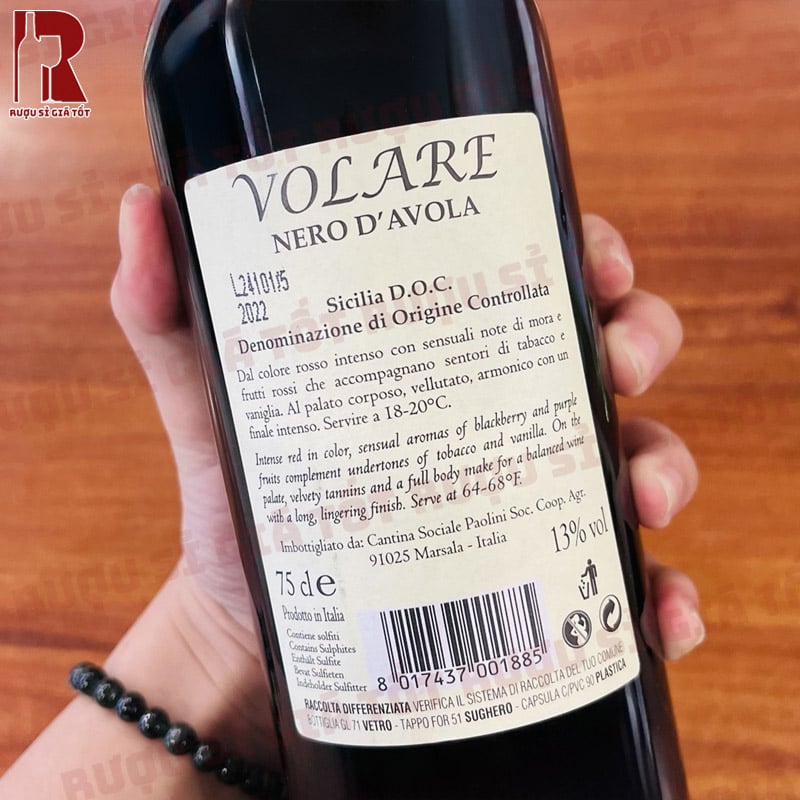 RƯỢU SỈ GIÁ TỐT
VOLARE
NERO D'AVOLA
L24101/5
2022
Sicilia D.O.C.
Denominazione di Origine Controllata
Dal colore rosso intenso con sensuali note di mora e
frutti rossi che accompagnano sentori di tabacco e
vaniglia. Al palato corposo, vellutato, armonico con un
finale intenso. Servire a 18-20°C.
Intense red in color, sensual aromas of blackberry and purple
fruits complement undertones of tobacco and vanilla. On the
palate, velvety tannins and a full body make for a balanced wine
with a long, lingering finish. Serve at 64-68°F.
Imbottigliato da: Cantina Sociale Paolini Soc. Coop. Agr.
91025 Marsala - Italia
13% vol
75 cl e
Prodotto in Italia
Contiene solfiti
Contains Sulphites
Enthält Sulfite
Bevat Sulfieten
Indeholder Sulfitter
8 017437 001885
RACCOLTA DIFFERENZIATA VERIFICA IL SISTEMA DI RACCOLTA DEL TUO COMUNE
BOTTIGLIA GL 71 VETRO - TAPPO FOR 51 SUGHERO - CAPSULA C/PVC 90 PLASTICA